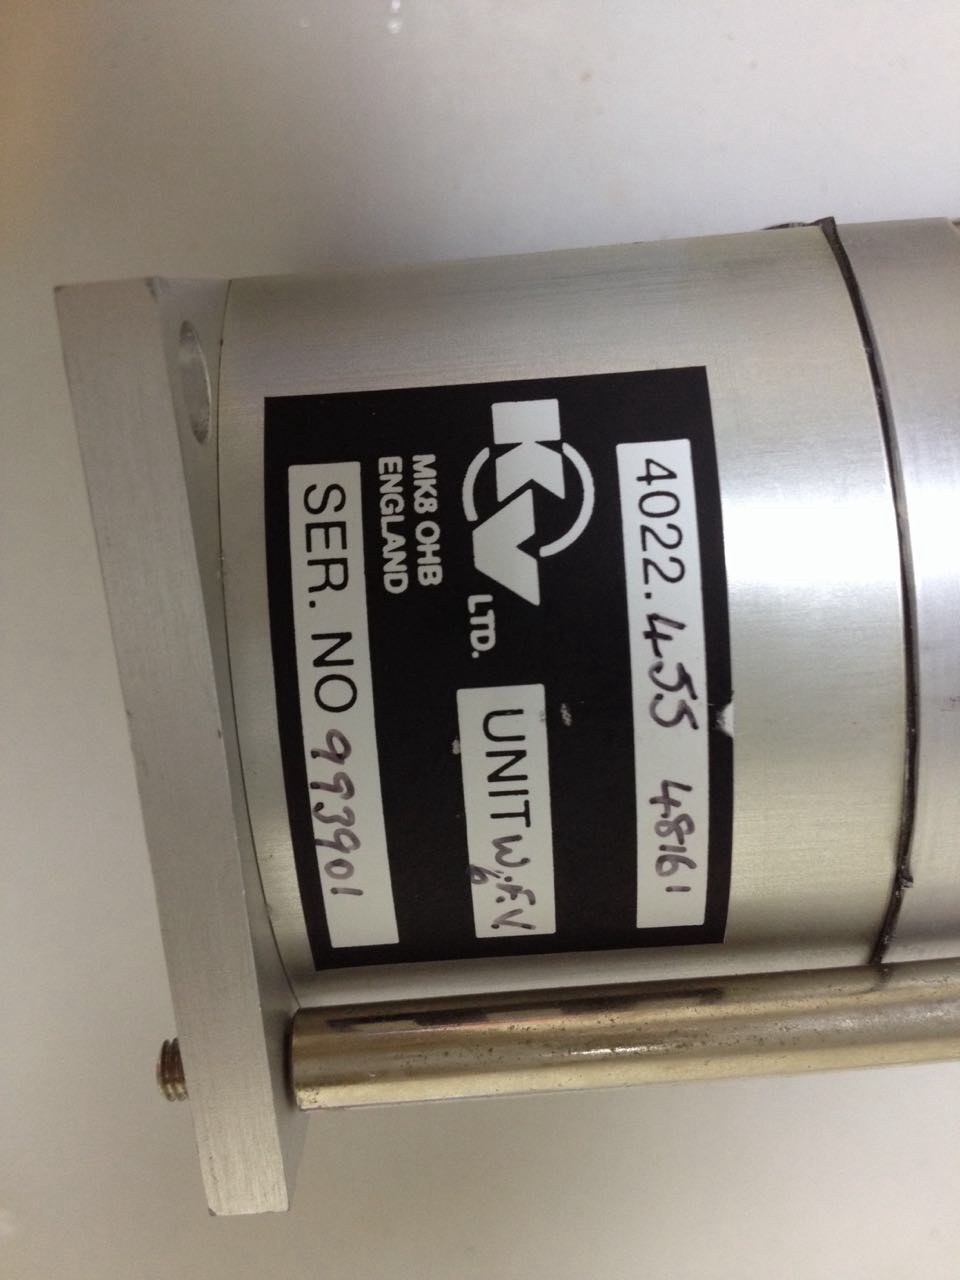 4022.455 48161
KV LTD.
MK8 OHB
ENGLAND
UNIT
SER. NO 993901